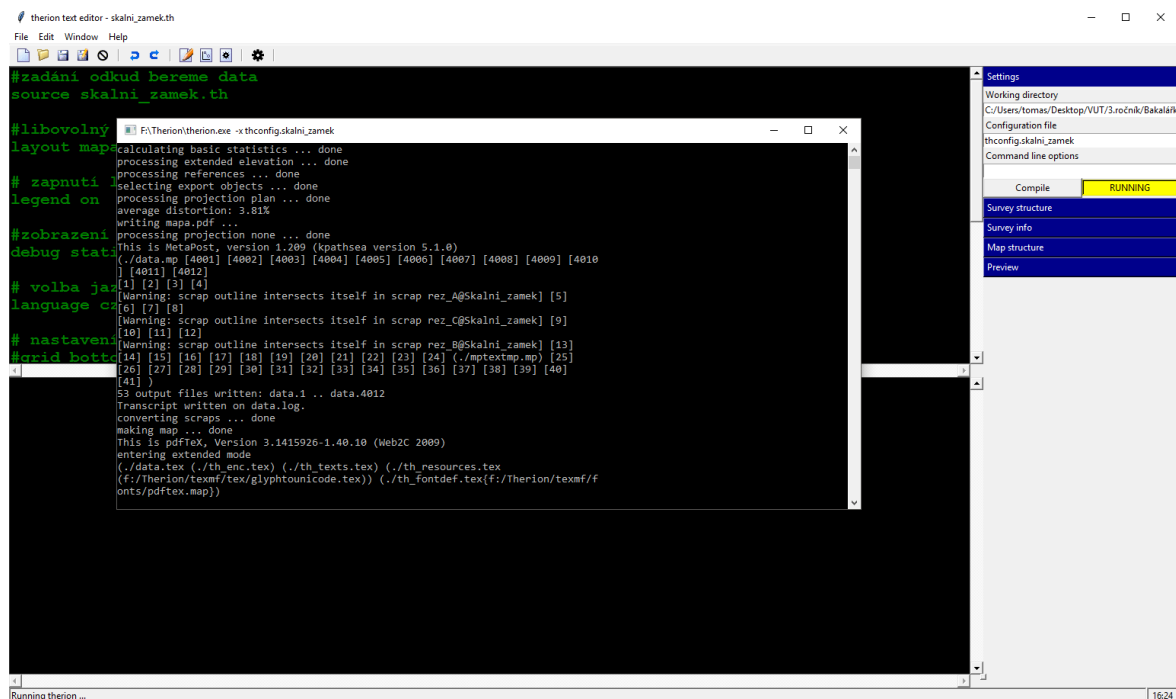 therion text editor - skalni_zamek.th
File Edit Window Help
#zadání odkud bereme data
source skalni_zamek.th
#libovolný
layout mapa
# zapnutí
legend on
#zobrazení
debug stati
# volba jaz
language cz
# nastavení
#grid botto
F:\Therion\therion.exe -x thconfig.skalni_zamek
calculating basic statistics ... done
processing extended elevation ... done
processing references ... done
selecting export objects ... done
processing projection plan ... done
average distortion: 3.81%
writing mapa.pdf ...
processing projection none ... done
This is MetaPost, version 1.209 (kpathsea version 5.1.0)
(./data.mp [4001] [4002] [4003] [4004] [4005] [4006] [4007] [4008] [4009] [4010
] [4011] [4012]
[1] [2] [3] [4]
[Warning: scrap outline intersects itself in scrap rez_A@Skalni_zamek] [5]
[6] [7] [8]
[Warning: scrap outline intersects itself in scrap rez_C@Skalni_zamek] [9]
[10] [11] [12]
[Warning: scrap outline intersects itself in scrap rez_B@Skalni_zamek] [13]
[14] [15] [16] [17] [18] [19] [20] [21] [22] [23] [24] (./mptextmp.mp) [25]
[26] [27] [28] [29] [30] [31] [32] [33] [34] [35] [36] [37] [38] [39] [40]
[41] )
53 output files written: data.1 .. data.4012
Transcript written on data.log.
converting scraps ... done
making map ... done
This is pdfTeX, Version 3.1415926-1.40.10 (Web2C 2009)
entering extended mode
(./data.tex (./th_enc.tex) (./th_texts.tex) (./th_resources.tex
(f:/Therion/texmf/tex/glyphtounicode.tex)) (./th_fontdef.tex{f:/Therion/texmf/f
onts/pdftex.map})
Settings
Working directory
C:/Users/tomas/Desktop/VUT/3.ročník/Bakalářk
Configuration file
thconfig.skalni_zamek
Command line options
Compile RUNNING
Survey structure
Survey info
Map structure
Preview
Running therion ...
16:24